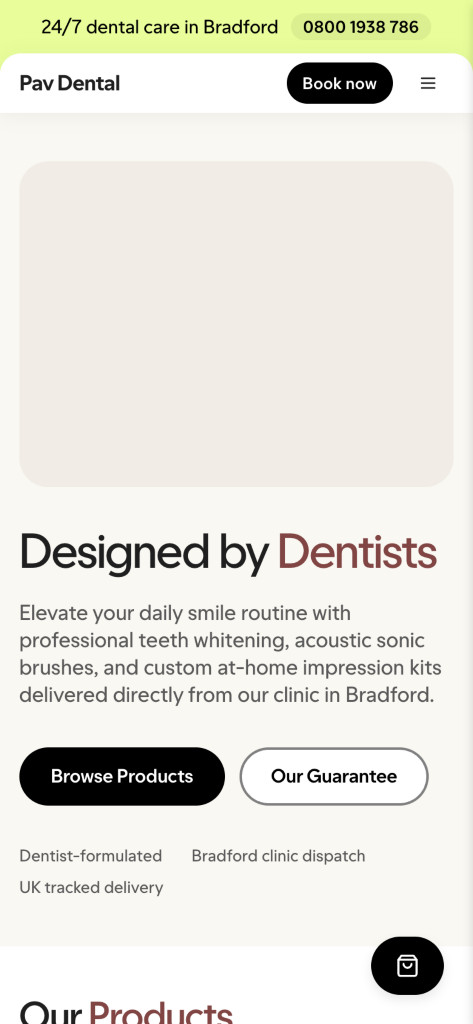 24/7 dental care in Bradford 0800 1938 786
Pav Dental Book now
Designed by Dentists
Elevate your daily smile routine with
professional teeth whitening, acoustic sonic
brushes, and custom at-home impression kits
delivered directly from our clinic in Bradford.
Browse Products Our Guarantee
Dentist-formulated Bradford clinic dispatch
UK tracked delivery
Our Products